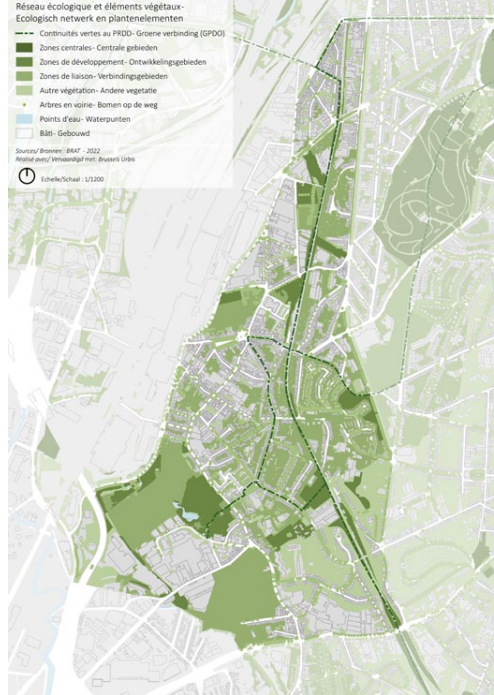 Réseau écologique et éléments végétaux-
Ecologisch netwerk en plantenelementen
Continuités vertes au PRDD- Groene verbinding (GPDO)
Zones centrales- Centrale gebieden
Zones de développement - Ontwikkelingsgebieden
Zones de liaison- Verbindingsgebieden
Autre végétation- Andere vegetatie
Arbres en voirie- Bomen op de weg
Points d'eau- Waterpunten
Bâti- Gebouwd
Sources/ Bronnen : BRAT - 2022
Réalisé avec/ Vervaardigd met: Brussels Urbis
Echelle/Schaal : 1/1200